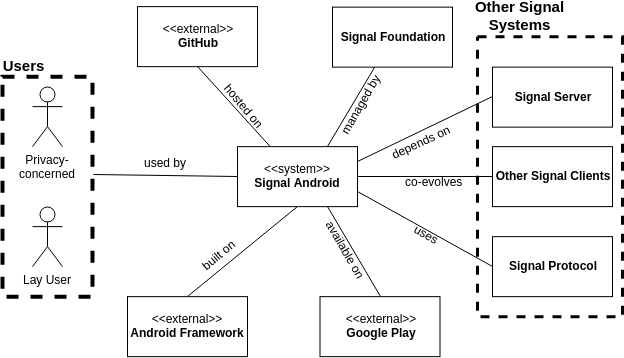 Other Signal
Systems
<<external>>
GitHub
Signal Foundation
Users
hosted on
managed by
Signal Server
depends on
Privacy-
concerned
used by
<<system>>
Signal Android
co-evolves
Other Signal Clients
built on
available on
uses
Signal Protocol
Lay User
<<external>>
Android Framework
<<external>>
Google Play